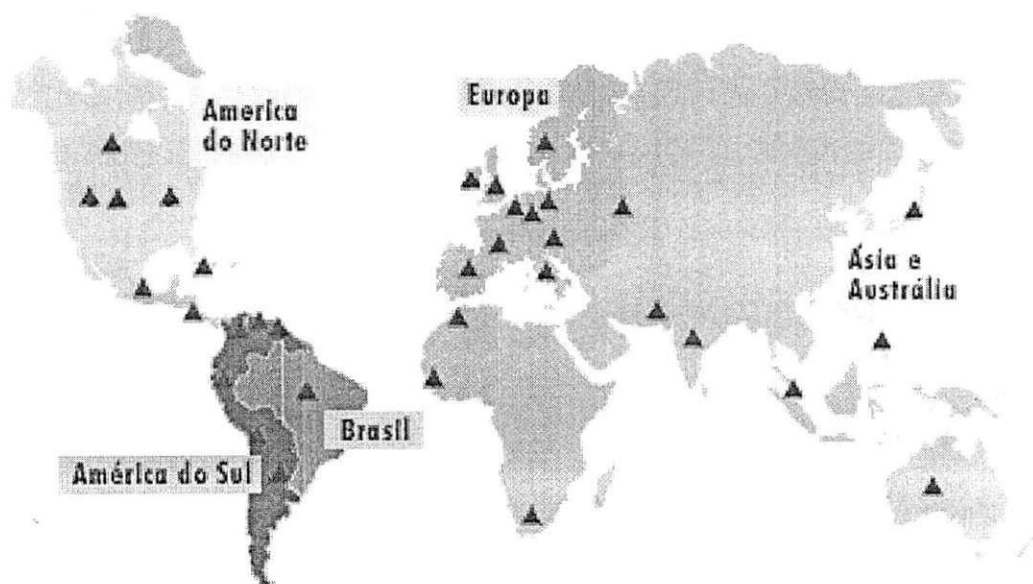 America
do Norte
Europa
Ásia e
Austrália
Brasil
América do Sul